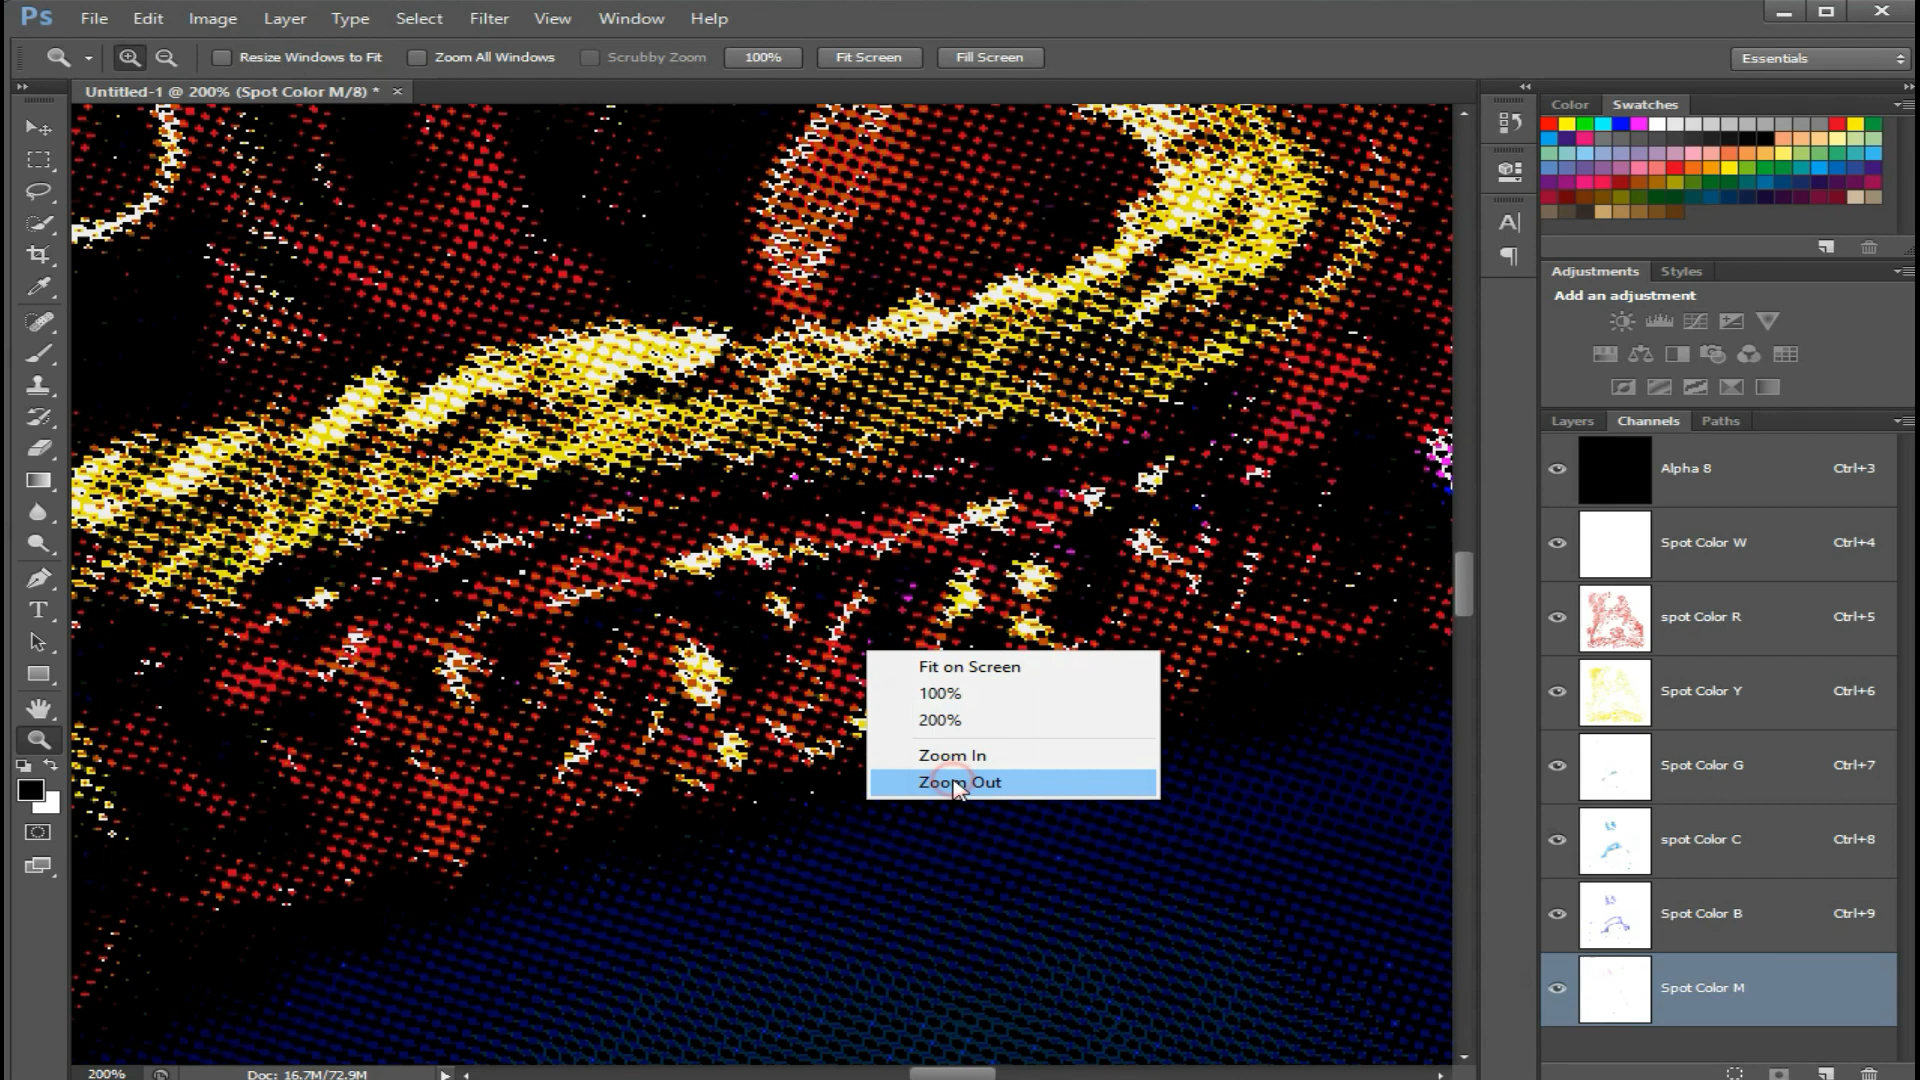 Ps File Edit Image Layer Type Select Filter View Window Help
Resize Windows to Fit Zoom All Windows Scrubby Zoom 100% Fit Screen Fill Screen Essentials
Untitled-1 @ 200% (Spot Color M/8) * ×
Color Swatches
Adjustments Styles
Add an adjustment
Layers Channels Paths
Alpha 8 Ctrl+3
Spot Color W Ctrl+4
spot Color R Ctrl+5
Spot Color Y Ctrl+6
Spot Color G Ctrl+7
spot Color C Ctrl+8
Spot Color B Ctrl+9
Spot Color M
Fit on Screen
100%
200%
Zoom In
Zoom Out
200% Doc: 16.7M/72.9M